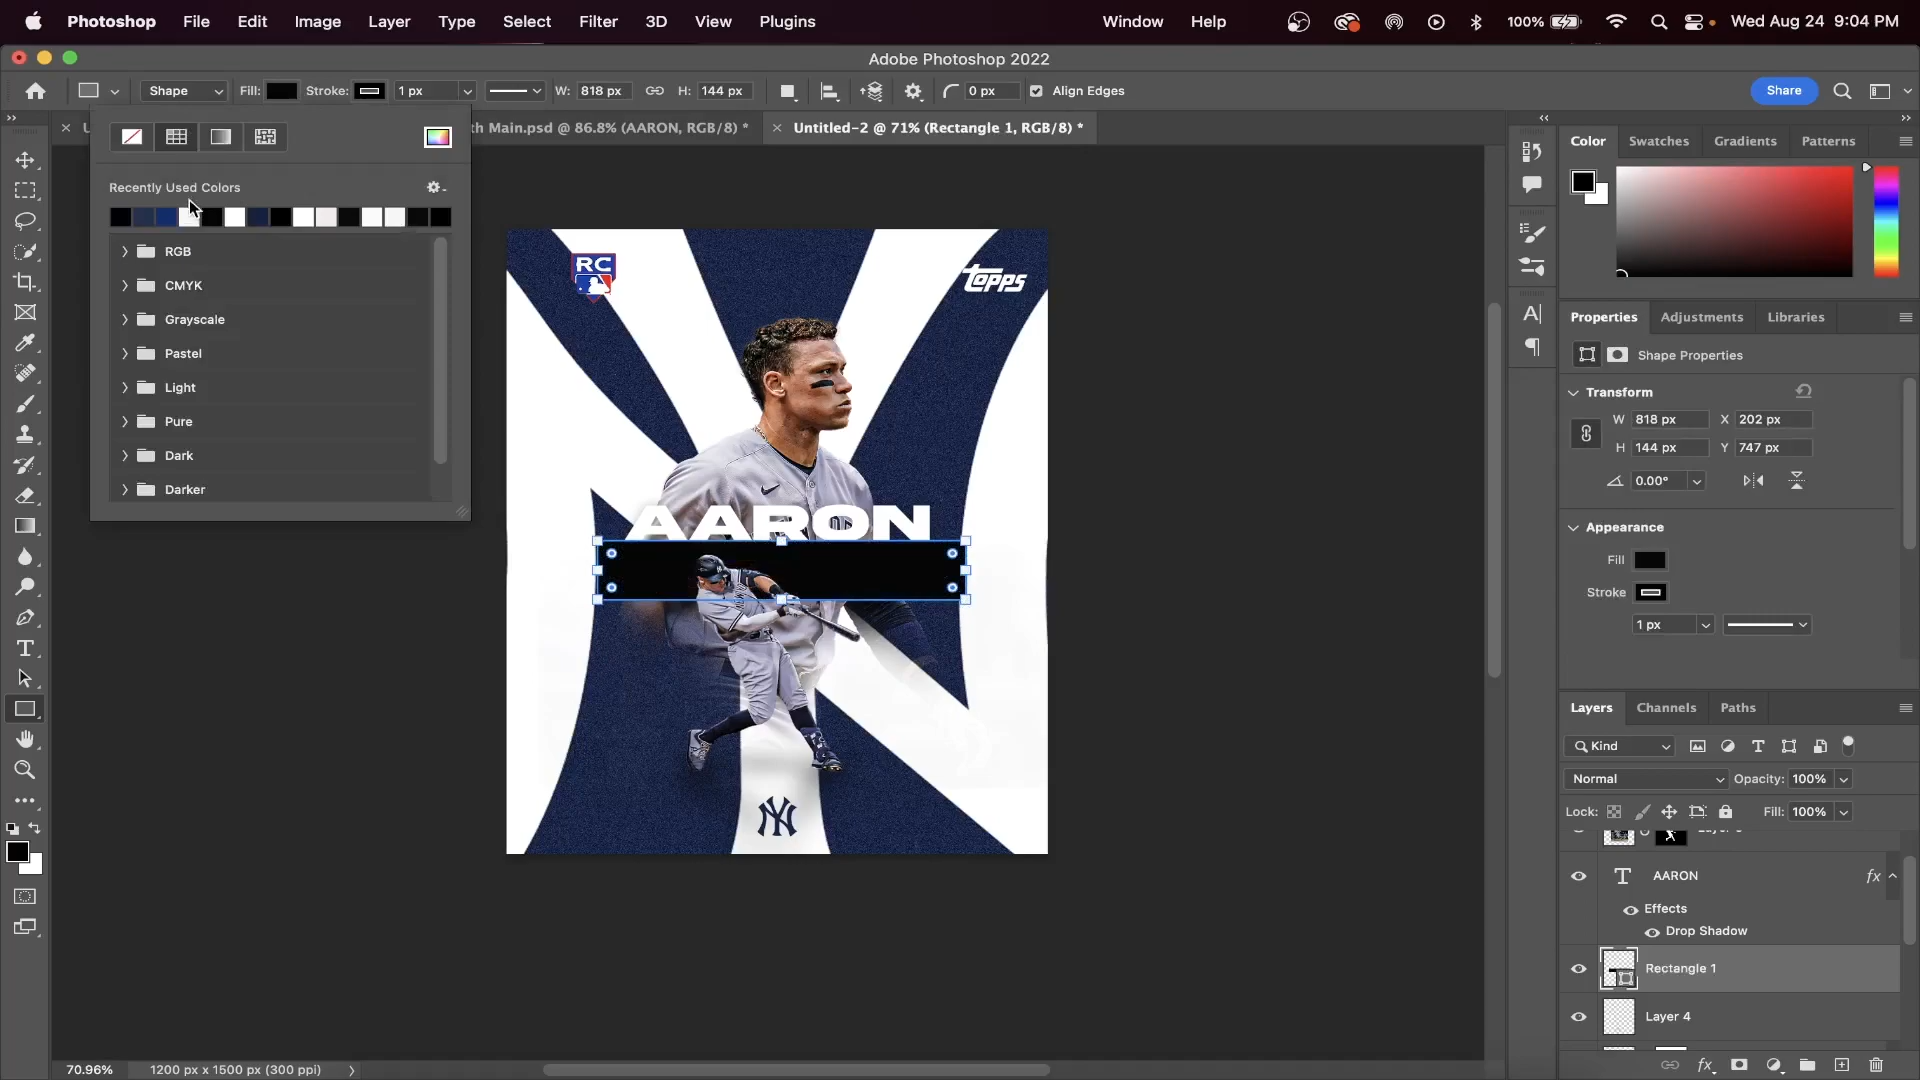 Photoshop File Edit Image Layer Type Select Filter 3D View Plugins Window Help 100% Wed Aug 24 9:04 PM
Adobe Photoshop 2022
Shape Fill: Stroke: 1 px W: 818 px H: 144 px 0 px Align Edges Share
th Main.psd @ 86.8% (AARON, RGB/8) * Untitled-2 @ 71% (Rectangle 1, RGB/8) *
Recently Used Colors
RGB
CMYK
Grayscale
Pastel
Light
Pure
Dark
Darker
RC
Topps
AARON
NY
Color Swatches Gradients Patterns
Properties Adjustments Libraries
Shape Properties
Transform
W 818 px X 202 px
H 144 px Y 747 px
0.00°
Appearance
Fill
Stroke
1 px
Layers Channels Paths
Kind
Normal Opacity: 100%
Lock: Fill: 100%
AARON fx
Effects
Drop Shadow
Rectangle 1
Layer 4
fx
70.96% 1200 px x 1500 px (300 ppi)